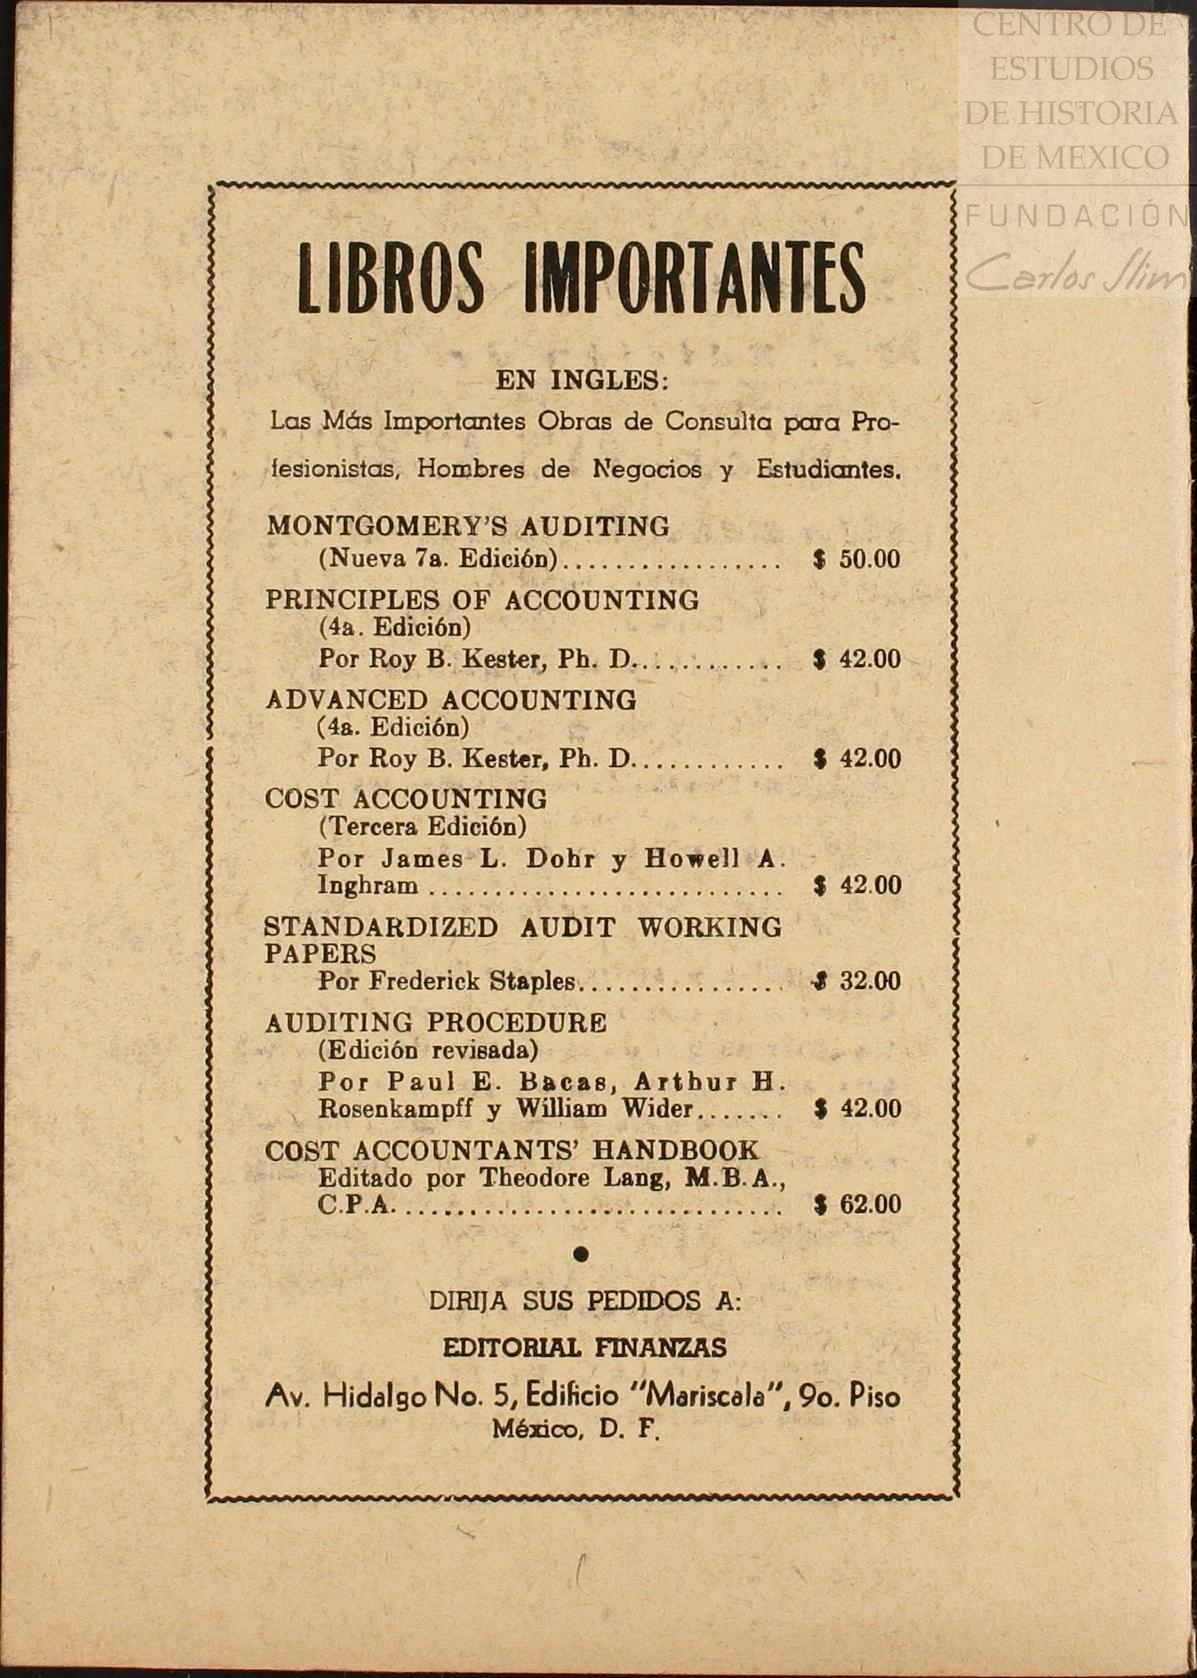 CENTRO DE
ESTUDIOS
DE HISTORIA
DE MEXICO
FUNDACIÓN
Carlos Slim
LIBROS IMPORTANTES
EN INGLES:
Las Más Importantes Obras de Consulta para Pro-
fesionistas, Hombres de Negocios y Estudiantes.
MONTGOMERY'S AUDITING
(Nueva 7a. Edición)................. $ 50.00
PRINCIPLES OF ACCOUNTING
(4a. Edición)
Por Roy B. Kester, Ph. D............ $ 42.00
ADVANCED ACCOUNTING
(4a. Edición)
Por Roy B. Kester, Ph. D............ $ 42.00
COST ACCOUNTING
(Tercera Edición)
Por James L. Dohr y Howell A.
Inghram ........................... $ 42.00
STANDARDIZED AUDIT WORKING
PAPERS
Por Frederick Staples................ $ 32.00
AUDITING PROCEDURE
(Edición revisada)
Por Paul E. Bacas, Arthur H.
Rosenkampff y William Wider....... $ 42.00
COST ACCOUNTANTS' HANDBOOK
Editado por Theodore Lang, M.B.A.,
C.P.A.............................. $ 62.00
●
DIRIJA SUS PEDIDOS A:
EDITORIAL FINANZAS
Av. Hidalgo No. 5, Edificio "Mariscala", 9o. Piso
México, D. F.